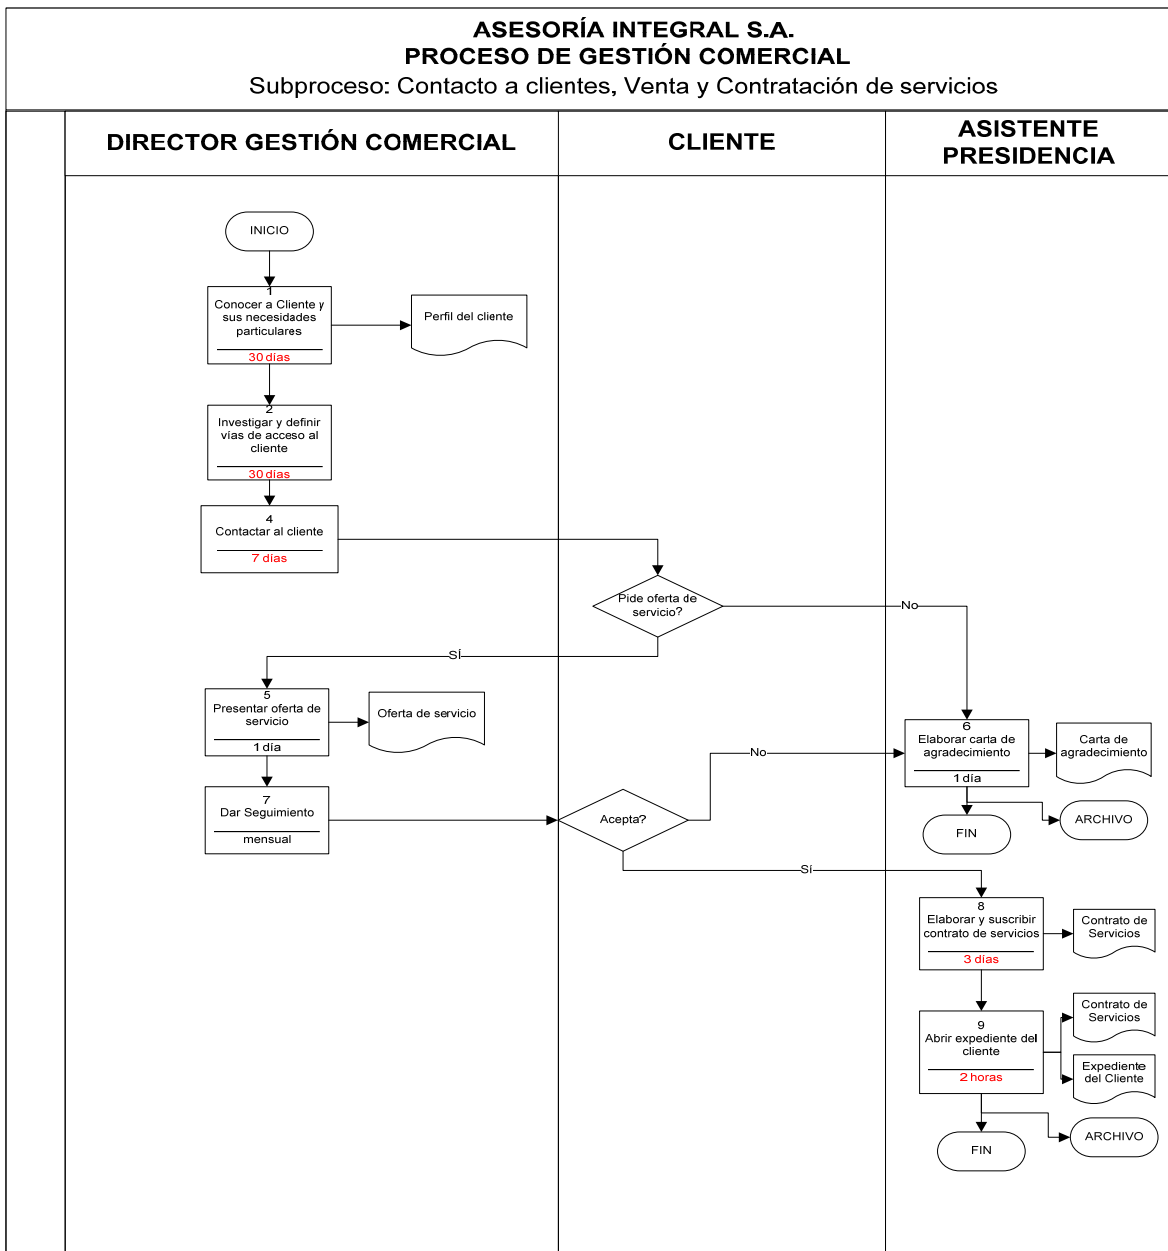 ASESORÍA INTEGRAL S.A.
PROCESO DE GESTIÓN COMERCIAL
Subproceso: Contacto a clientes, Venta y Contratación de servicios
DIRECTOR GESTIÓN COMERCIAL
CLIENTE
ASISTENTE
PRESIDENCIA
INICIO
1
Conocer a Cliente y
sus necesidades
particulares
30 días
Perfil del cliente
2
Investigar y definir
vías de acceso al
cliente
30 días
4
Contactar al cliente
7 días
Pide oferta de
servicio?
No
SÍ
5
Presentar oferta de
servicio
1 día
Oferta de servicio
6
Elaborar carta de
agradecimiento
1 día
Carta de
agradecimiento
No
7
Dar Seguimiento
mensual
Acepta?
FIN
ARCHIVO
Sí
8
Elaborar y suscribir
contrato de servicios
3 días
Contrato de
Servicios
9
Abrir expediente del
cliente
2 horas
Contrato de
Servicios
Expediente
del Cliente
FIN
ARCHIVO